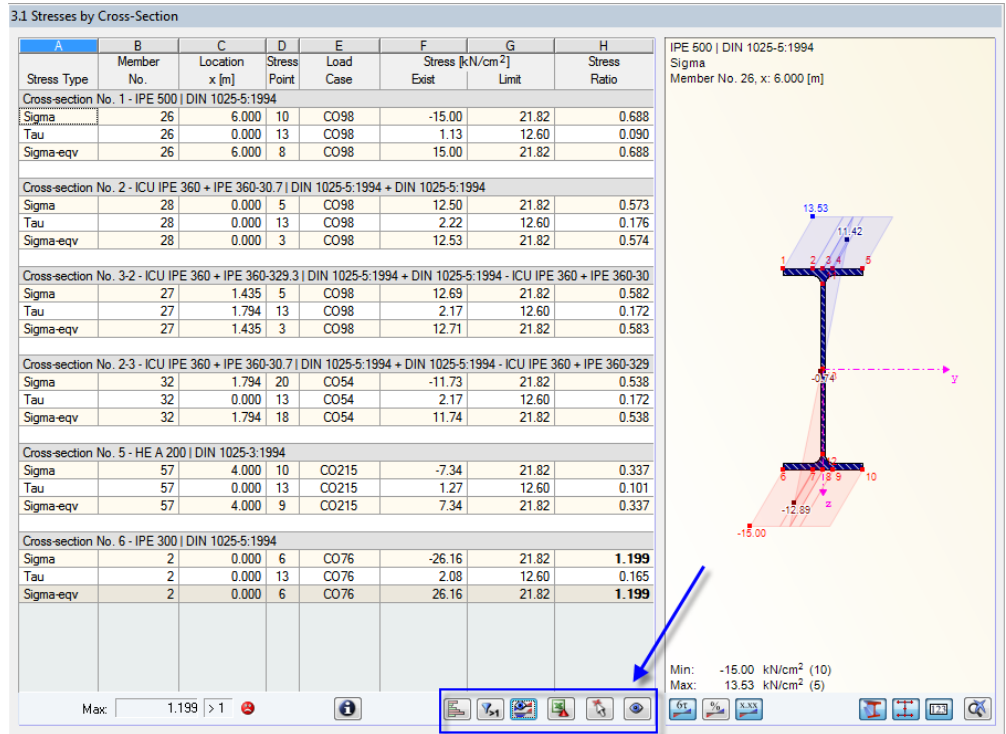 3.1 Stresses by Cross-Section
A B C D E F G H
Member Location Stress Load Stress [kN/cm²] Stress
Stress Type No. x [m] Point Case Exist Limit Ratio
Cross-section No. 1 - IPE 500 | DIN 1025-5:1994
Sigma 26 6.000 10 CO98 -15.00 21.82 0.688
Tau 26 0.000 13 CO98 1.13 12.60 0.090
Sigma-eqv 26 6.000 8 CO98 15.00 21.82 0.688
Cross-section No. 2 - ICU IPE 360 + IPE 360-30.7 | DIN 1025-5:1994 + DIN 1025-5:1994
Sigma 28 0.000 5 CO98 12.50 21.82 0.573
Tau 28 0.000 13 CO98 2.22 12.60 0.176
Sigma-eqv 28 0.000 3 CO98 12.53 21.82 0.574
Cross-section No. 3-2 - ICU IPE 360 + IPE 360-329.3 | DIN 1025-5:1994 + DIN 1025-5:1994 - ICU IPE 360 + IPE 360-30
Sigma 27 1.435 5 CO98 12.69 21.82 0.582
Tau 27 1.794 13 CO98 2.17 12.60 0.172
Sigma-eqv 27 1.435 3 CO98 12.71 21.82 0.583
Cross-section No. 2-3 - ICU IPE 360 + IPE 360-30.7 | DIN 1025-5:1994 + DIN 1025-5:1994 - ICU IPE 360 + IPE 360-329
Sigma 32 1.794 20 CO54 -11.73 21.82 0.538
Tau 32 0.000 13 CO54 2.17 12.60 0.172
Sigma-eqv 32 1.794 18 CO54 11.74 21.82 0.538
Cross-section No. 5 - HE A 200 | DIN 1025-3:1994
Sigma 57 4.000 10 CO215 -7.34 21.82 0.337
Tau 57 0.000 13 CO215 1.27 12.60 0.101
Sigma-eqv 57 4.000 9 CO215 7.34 21.82 0.337
Cross-section No. 6 - IPE 300 | DIN 1025-5:1994
Sigma 2 0.000 6 CO76 -26.16 21.82 1.199
Tau 2 0.000 13 CO76 2.08 12.60 0.165
Sigma-eqv 2 0.000 6 CO76 26.16 21.82 1.199
Max: 1.199 > 1
IPE 500 | DIN 1025-5:1994
Sigma
Member No. 26, x: 6.000 [m]
13.53
11.42
1 2 3 4 5
-0.74
y
6 7 8 9 10
z
-12.89
-15.00
Min: -15.00 kN/cm² (10)
Max: 13.53 kN/cm² (5)
στ % x.xx 123